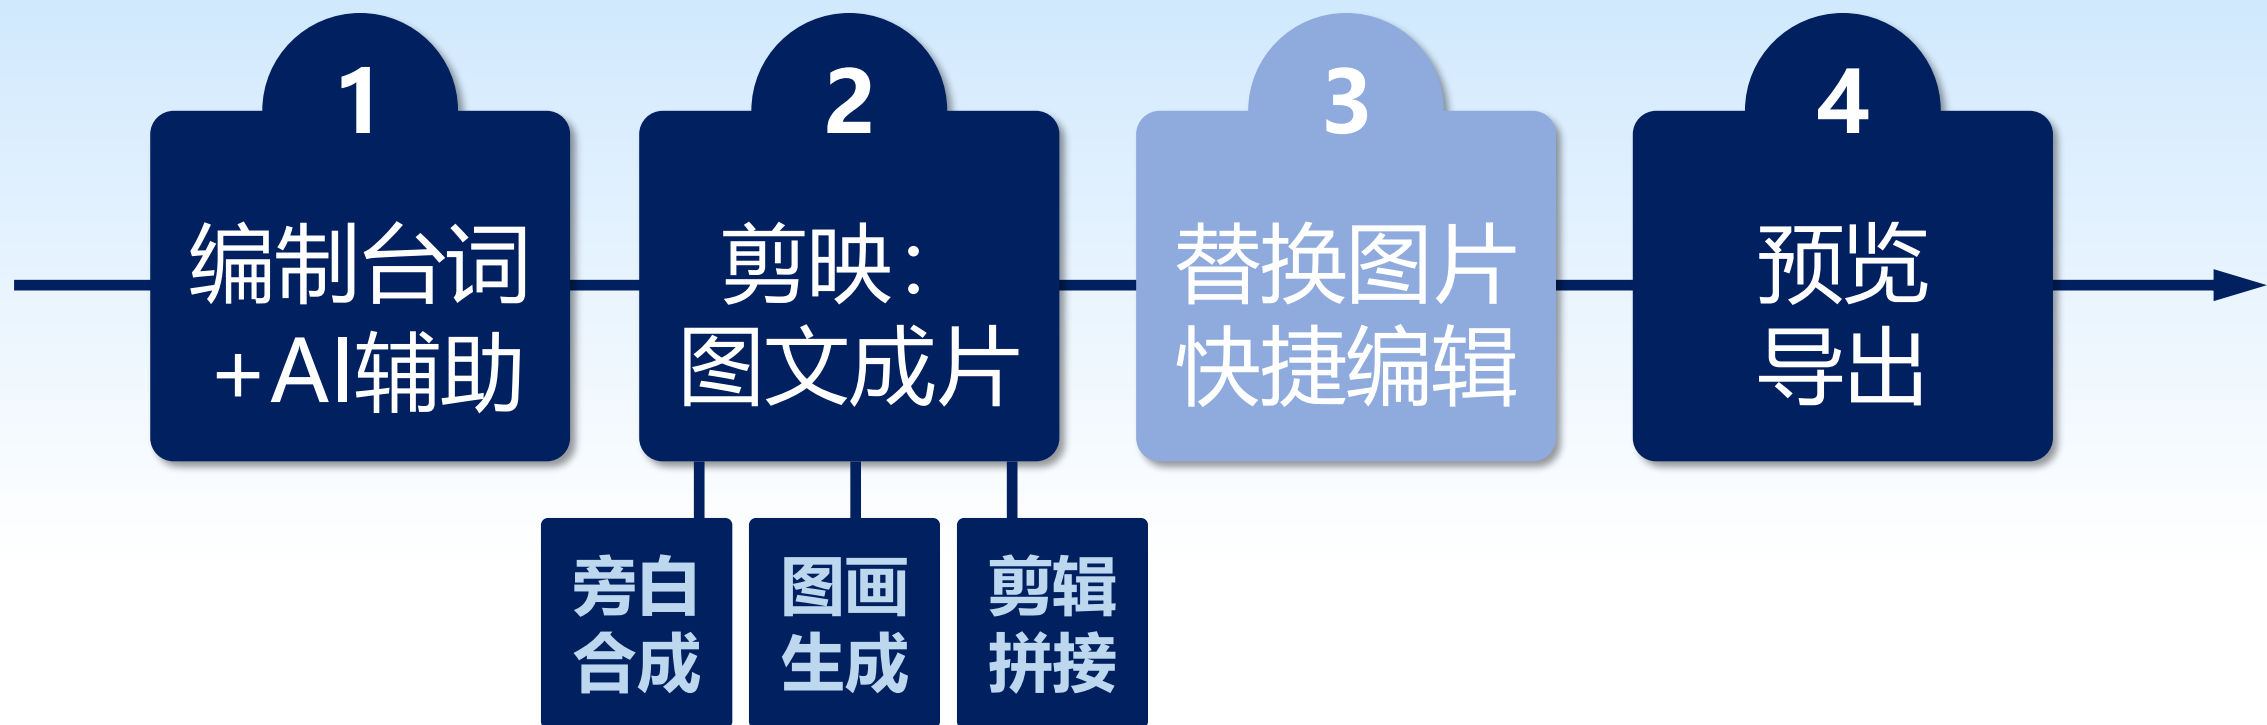 1
编制台词
+AI辅助
2
剪映：
图文成片
旁白
合成
图画
生成
剪辑
拼接
3
替换图片
快捷编辑
4
预览
导出